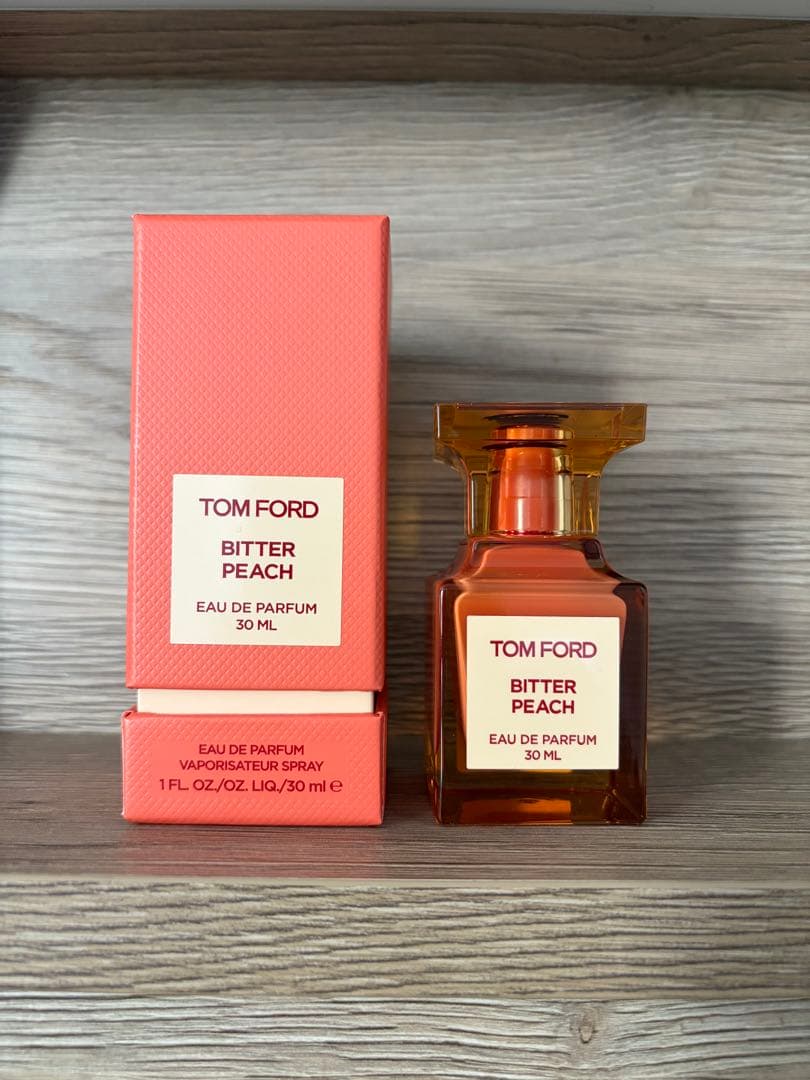 TOM FORD
BITTER
PEACH
EAU DE PARFUM
30 ML
EAU DE PARFUM
VAPORISATEUR SPRAY
1 FL. OZ./OZ. LIQ./30 ml ℮
TOM FORD
BITTER
PEACH
EAU DE PARFUM
30 ML